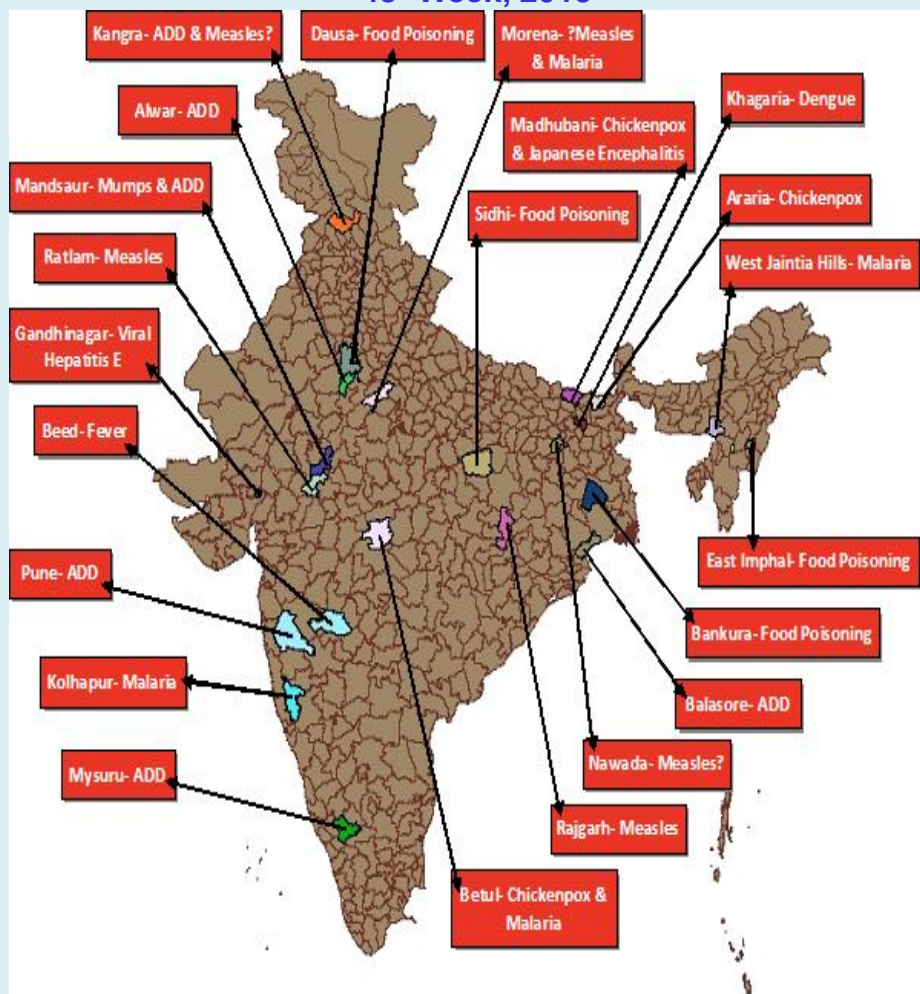 Week, 2015
Kangra- ADD & Measles?
Dausa- Food Poisoning
Morena- ?Measles
& Malaria
Alwar- ADD
Khagaria- Dengue
Madhubani- Chickenpox
& Japanese Encephalitis
Mandsaur- Mumps & ADD
Sidhi- Food Poisoning
Araria- Chickenpox
Ratlam- Measles
West Jaintia Hills- Malaria
Gandhinagar- Viral
Hepatitis E
Beed- Fever
East Imphal- Food Poisoning
Pune- ADD
Bankura- Food Poisoning
Kolhapur- Malaria
Balasore- ADD
Nawada- Measles?
Mysuru- ADD
Rajgarh- Measles
Betul- Chickenpox &
Malaria